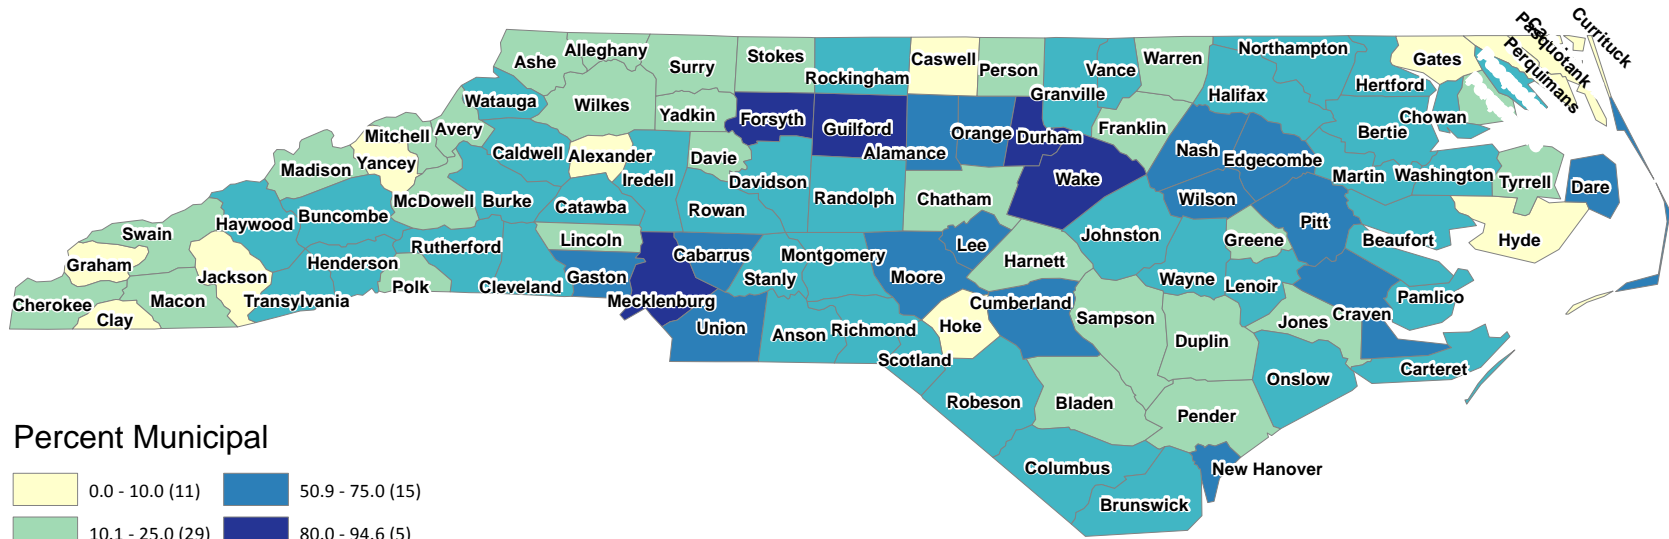 Currituck
Ca
Pasquotank
Perquimans
Alleghany
Ashe
Surry
Stokes
Rockingham
Caswell
Person
Granville
Vance
Warren
Northampton
Gates
Hertford
Halifax
Watauga
Wilkes
Yadkin
Forsyth
Guilford
Alamance
Orange
Durham
Franklin
Nash
Edgecombe
Bertie
Chowan
Mitchell
Avery
Yancey
Caldwell
Alexander
Davie
Iredell
Madison
McDowell
Burke
Catawba
Rowan
Davidson
Randolph
Chatham
Wake
Wilson
Martin
Washington
Tyrrell
Dare
Haywood
Buncombe
Swain
Rutherford
Lincoln
Cabarrus
Montgomery
Lee
Johnston
Greene
Pitt
Beaufort
Hyde
Graham
Jackson
Henderson
Gaston
Stanly
Moore
Harnett
Wayne
Lenoir
Cherokee
Macon
Transylvania
Polk
Cleveland
Mecklenburg
Clay
Union
Anson
Richmond
Scotland
Hoke
Cumberland
Sampson
Duplin
Jones
Craven
Pamlico
Onslow
Carteret
Robeson
Bladen
Pender
Columbus
New Hanover
Brunswick
Percent Municipal
0.0 - 10.0 (11)
50.9 - 75.0 (15)
10.1 - 25.0 (29)
80.0 - 94.6 (5)